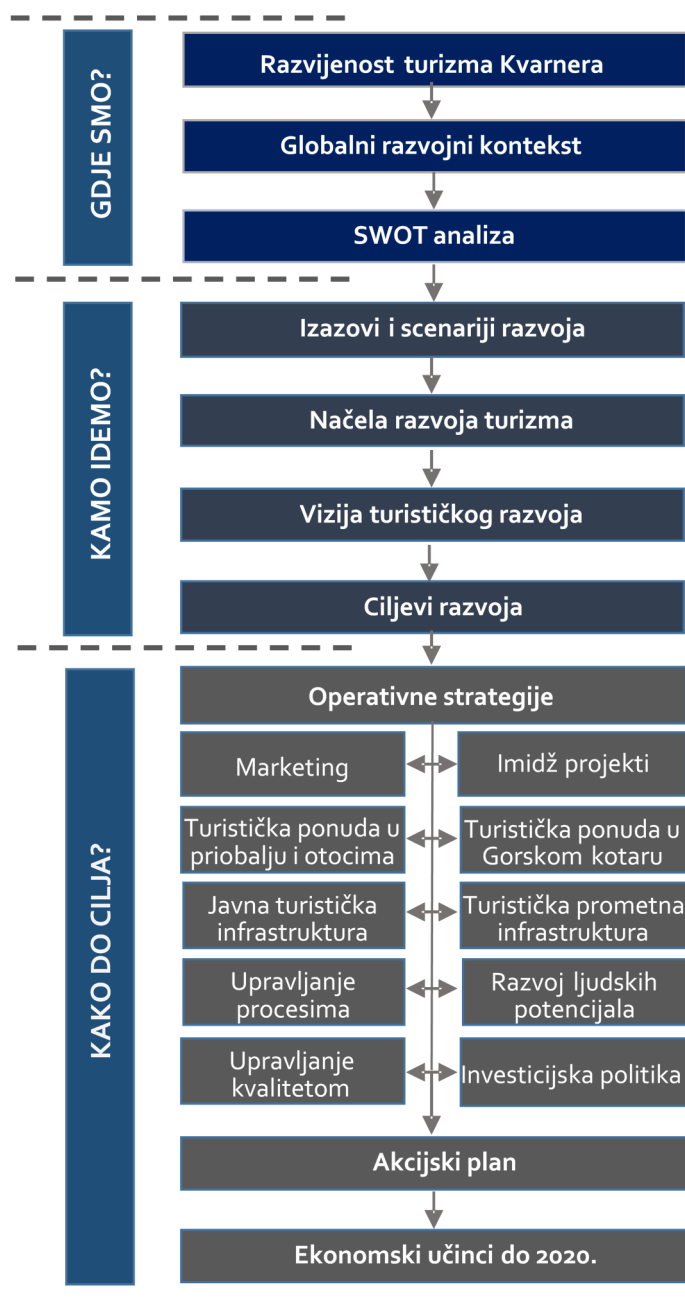 GDJE SMO?
Razvijenost turizma Kvarnera
Globalni razvojni kontekst
SWOT analiza
KAMO IDEMO?
Izazovi i scenariji razvoja
Načela razvoja turizma
Vizija turističkog razvoja
Ciljevi razvoja
KAKO DO CILJA?
Operativne strategije
Marketing
Imidž projekti
Turistička ponuda u
priobalju i otocima
Turistička ponuda u
Gorskom kotaru
Javna turistička
infrastruktura
Turistička prometna
infrastruktura
Upravljanje
procesima
Razvoj ljudskih
potencijala
Upravljanje
kvalitetom
Investicijska politika
Akcijski plan
Ekonomski učinci do 2020.